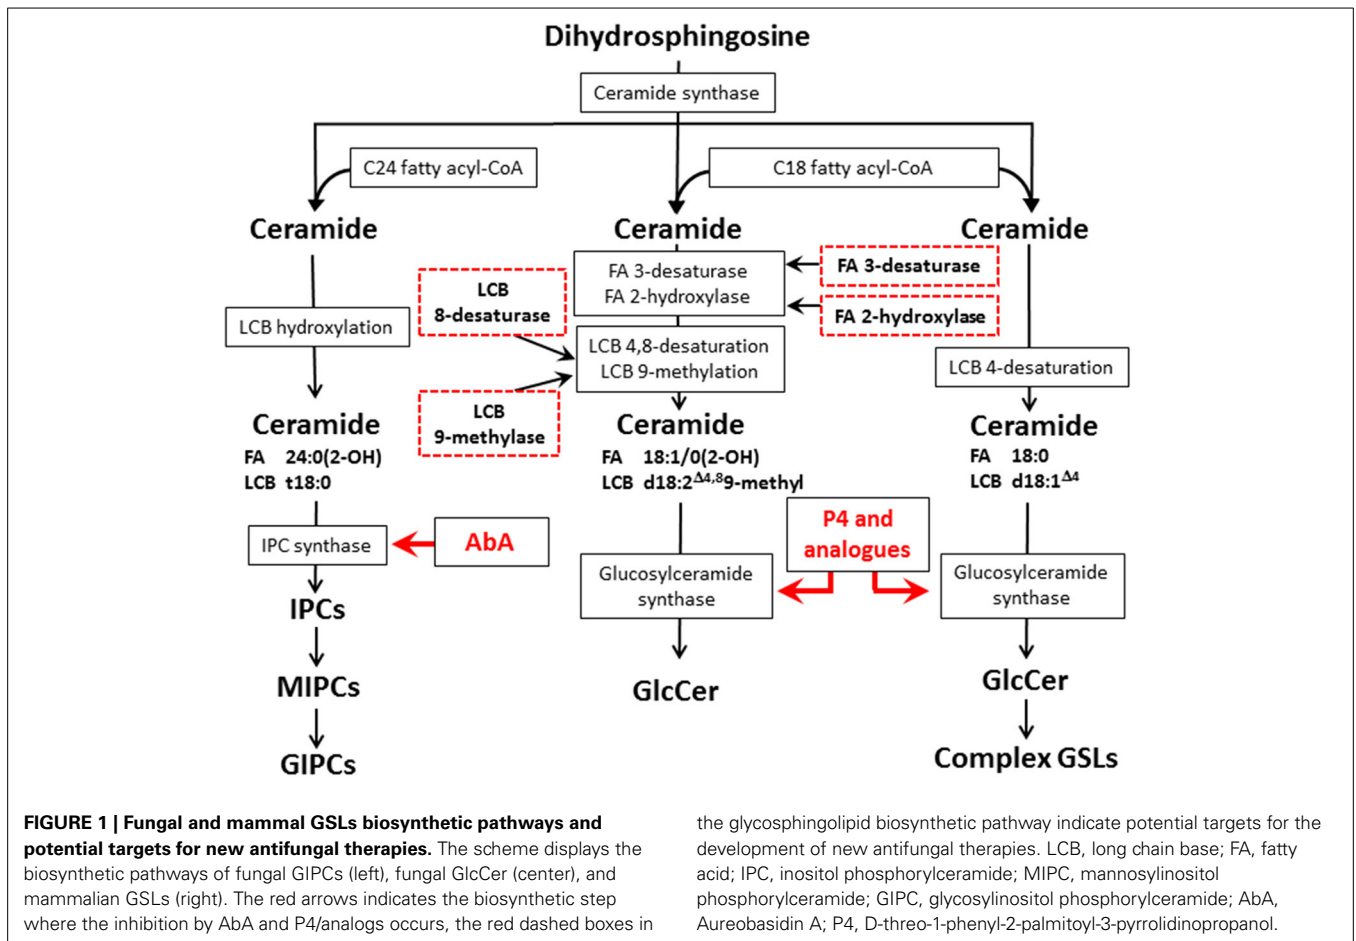 Dihydrosphingosine
Ceramide synthase
C24 fatty acyl-CoA
C18 fatty acyl-CoA
Ceramide
Ceramide
Ceramide
FA 3-desaturase
FA 2-hydroxylase
FA 3-desaturase
FA 2-hydroxylase
LCB
8-desaturase
LCB hydroxylation
LCB 4,8-desaturation
LCB 9-methylation
LCB 4-desaturation
LCB
9-methylase
Ceramide
FA 24:0(2-OH)
LCB t18:0
Ceramide
FA 18:1/0(2-OH)
LCB d18:2Δ4,89-methyl
Ceramide
FA 18:0
LCB d18:1Δ4
IPC synthase
AbA
P4 and
analogues
Glucosylceramide
synthase
Glucosylceramide
synthase
IPCs
MIPCs
GIPCs
GlcCer
GlcCer
Complex GSLs
FIGURE 1 | Fungal and mammal GSLs biosynthetic pathways and
potential targets for new antifungal therapies. The scheme displays the
biosynthetic pathways of fungal GIPCs (left), fungal GlcCer (center), and
mammalian GSLs (right). The red arrows indicates the biosynthetic step
where the inhibition by AbA and P4/analogs occurs, the red dashed boxes in
the glycosphingolipid biosynthetic pathway indicate potential targets for the
development of new antifungal therapies. LCB, long chain base; FA, fatty
acid; IPC, inositol phosphorylceramide; MIPC, mannosylinositol
phosphorylceramide; GIPC, glycosylinositol phosphorylceramide; AbA,
Aureobasidin A; P4, D-threo-1-phenyl-2-palmitoyl-3-pyrrolidinopropanol.